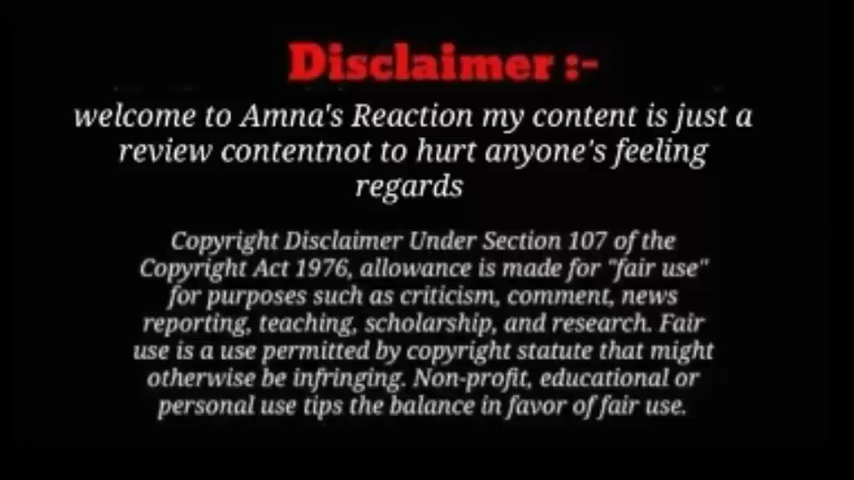 Disclaimer :-
welcome to Amna's Reaction my content is just a
review contentnot to hurt anyone's feeling
regards
Copyright Disclaimer Under Section 107 of the
Copyright Act 1976, allowance is made for "fair use"
for purposes such as criticism, comment, news
reporting, teaching, scholarship, and research. Fair
use is a use permitted by copyright statute that might
otherwise be infringing. Non-profit, educational or
personal use tips the balance in favor of fair use.